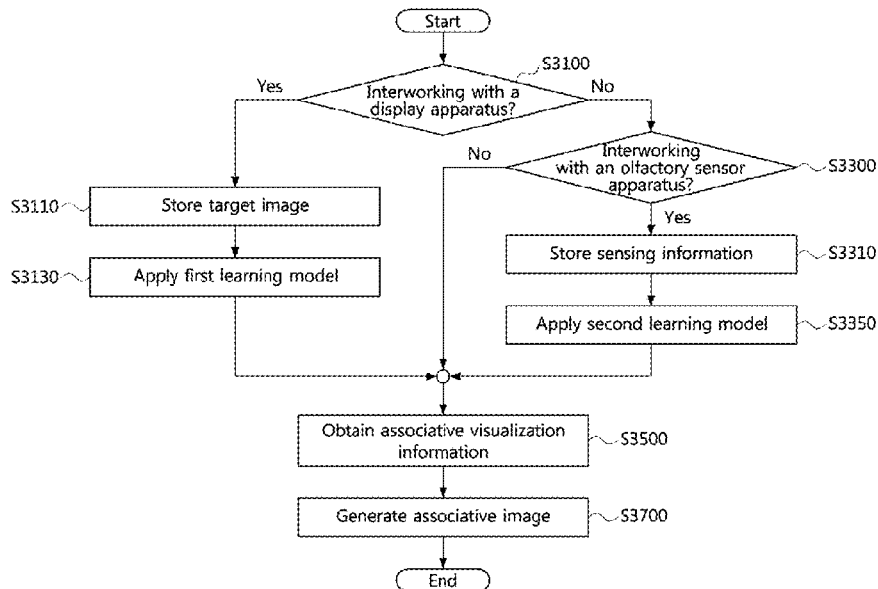 Start
S3100
Interworking with a
display apparatus?
Yes
No
Interworking
with an olfactory sensor
apparatus?
S3300
No
Yes
S3110
Store target image
Store sensing information
S3310
S3130
Apply first learning model
Apply second learning model
S3350
Obtain associative visualization
information
S3500
Generate associative image
S3700
End